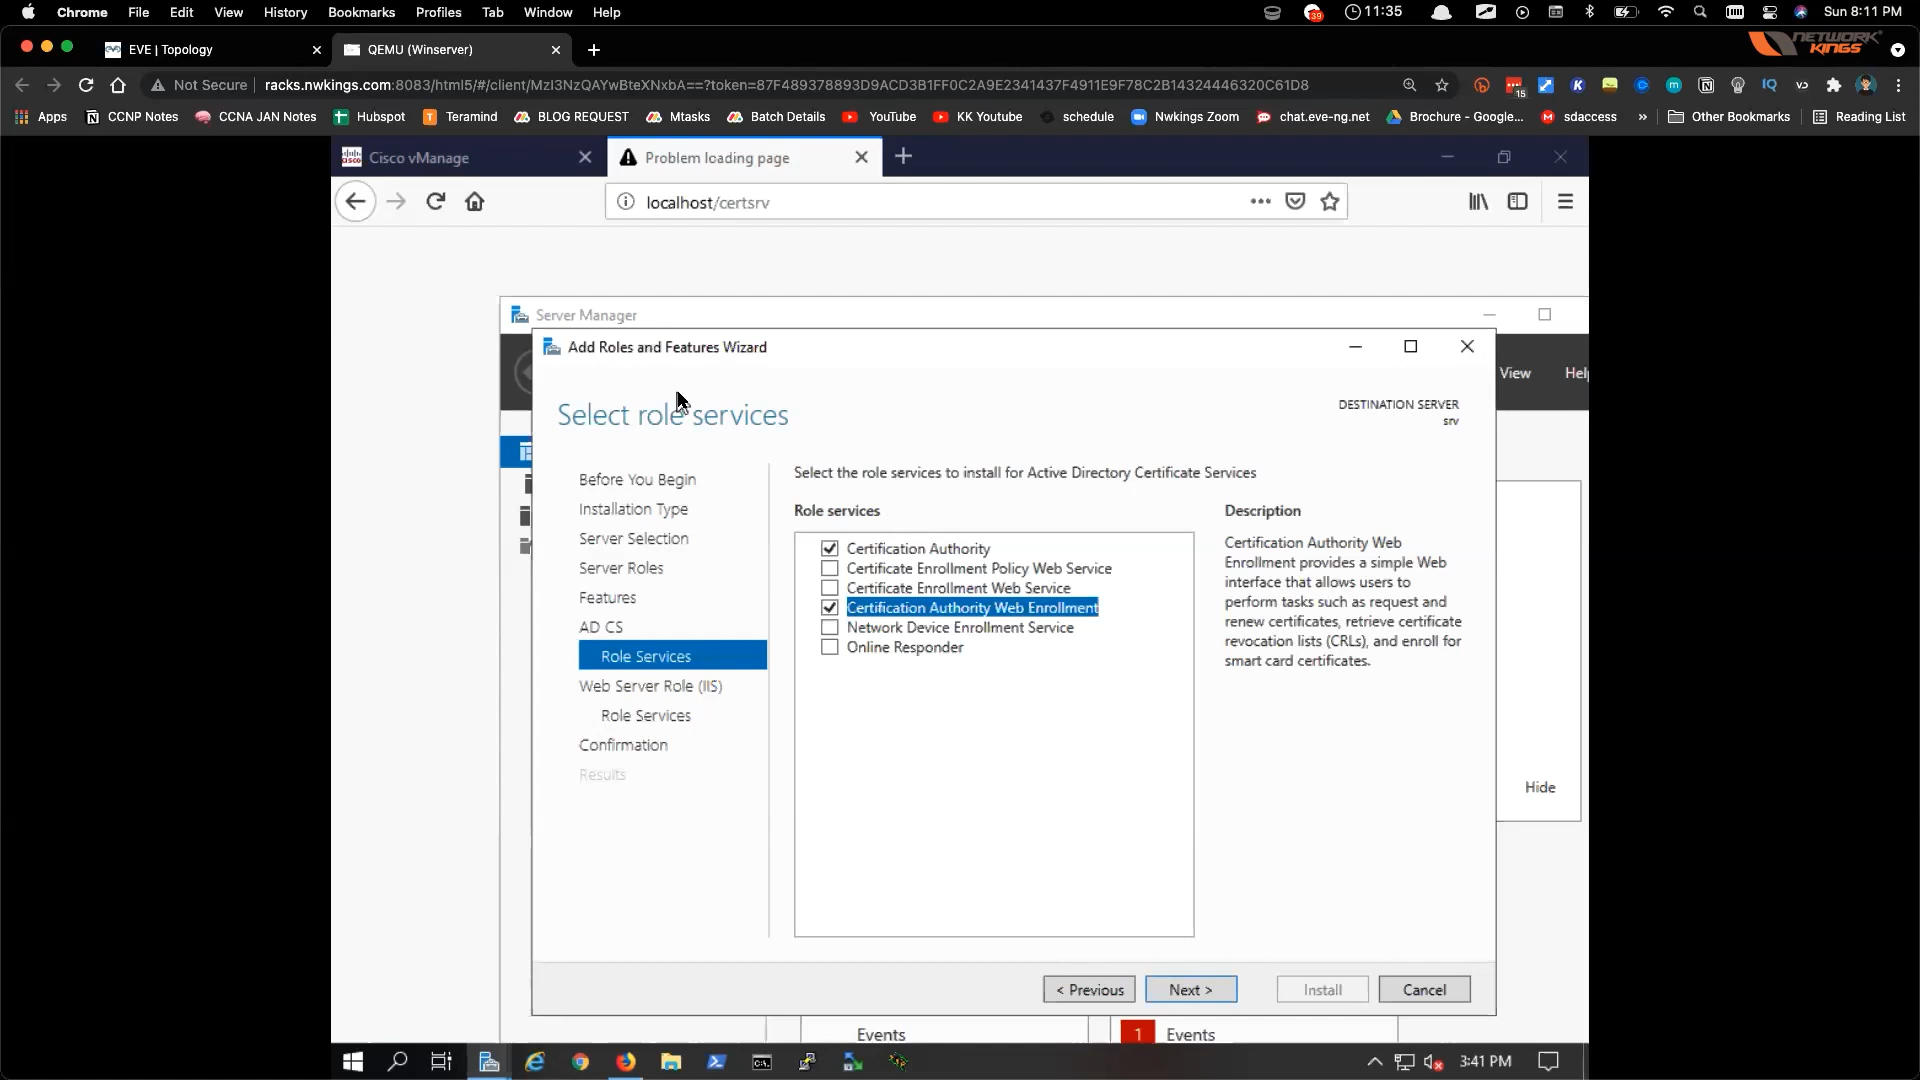 Chrome File Edit View History Bookmarks Profiles Tab Window Help 39 11:35 Sun 8:11 PM
EVE | Topology QEMU (Winserver) NETWORK KINGS
Not Secure racks.nwkings.com:8083/html5/#/client/MzI3NzQAYwBteXNxbA==?token=87F489378893D9ACD3B1FF0C2A9E2341437F4911E9F78C2B14324446320C61D8 15 IQ
Apps CCNP Notes CCNA JAN Notes Hubspot Teramind BLOG REQUEST Mtasks Batch Details YouTube KK Youtube schedule Nwkings Zoom chat.eve-ng.net Brochure - Google... sdaccess » Other Bookmarks Reading List
Cisco vManage Problem loading page
localhost/certsrv
Server Manager
Add Roles and Features Wizard
View Help
Select role services
DESTINATION SERVER
srv
Before You Begin
Installation Type
Server Selection
Server Roles
Features
AD CS
Role Services
Web Server Role (IIS)
Role Services
Confirmation
Results
Select the role services to install for Active Directory Certificate Services
Role services
Certification Authority
Certificate Enrollment Policy Web Service
Certificate Enrollment Web Service
Certification Authority Web Enrollment
Network Device Enrollment Service
Online Responder
Description
Certification Authority Web
Enrollment provides a simple Web
interface that allows users to
perform tasks such as request and
renew certificates, retrieve certificate
revocation lists (CRLs), and enroll for
smart card certificates.
Hide
< Previous Next > Install Cancel
Events 1 Events
3:41 PM